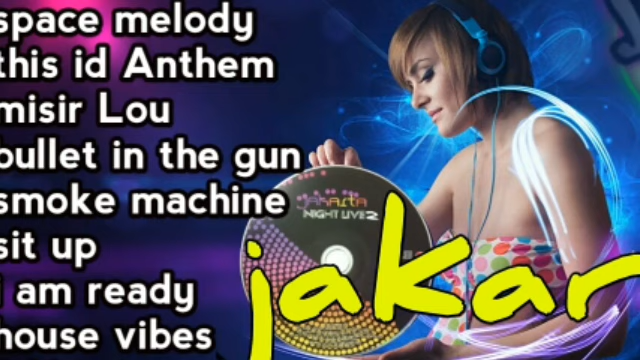 space melody
this id Anthem
misir Lou
bullet in the gun
smoke machine
sit up
i am ready
house vibes
jakarta
NIGHT LIVE 2
jakar